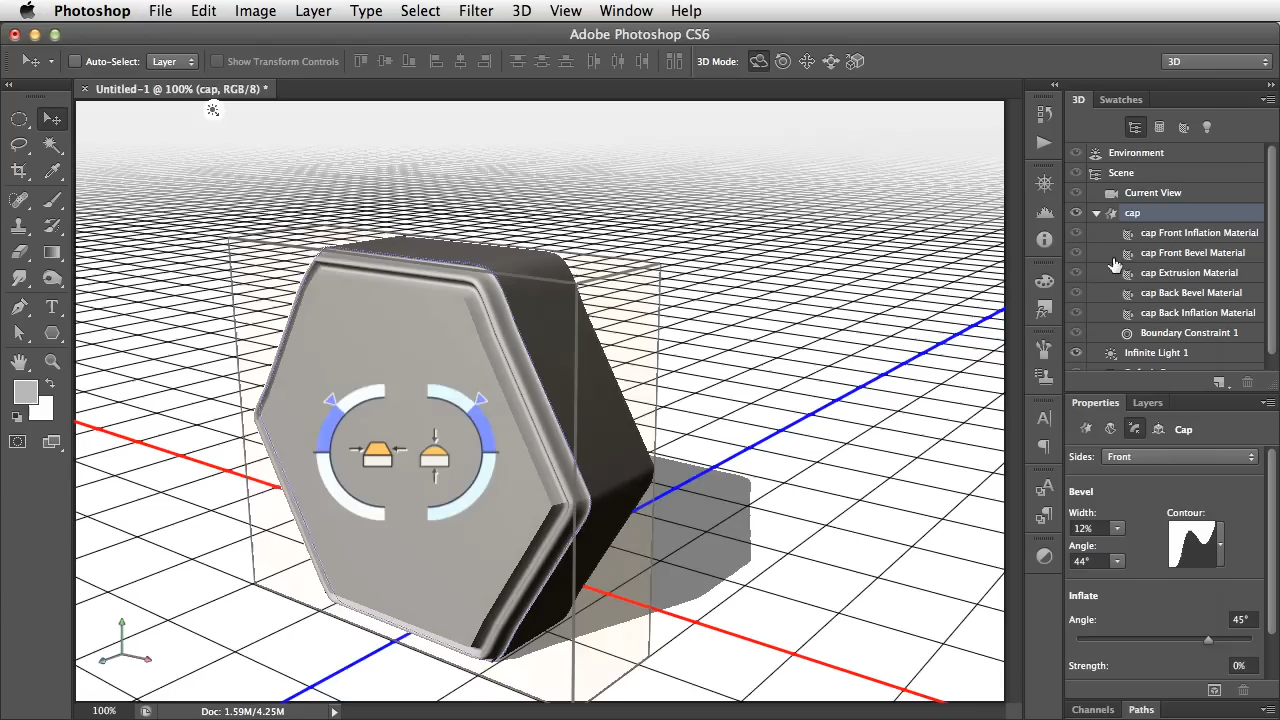 Photoshop File Edit Image Layer Type Select Filter 3D View Window Help
Adobe Photoshop CS6
Auto-Select: Layer Show Transform Controls 3D Mode: 3D
Untitled-1 @ 100% (cap, RGB/8) *
3D Swatches
Environment
Scene
Current View
cap
cap Front Inflation Material
cap Front Bevel Material
cap Extrusion Material
cap Back Bevel Material
cap Back Inflation Material
Boundary Constraint 1
Infinite Light 1
Properties Layers
Cap
Sides: Front
Bevel
Width: Contour:
12%
Angle:
44°
Inflate
Angle: 45°
Strength: 0%
Channels Paths
100% Doc: 1.59M/4.25M